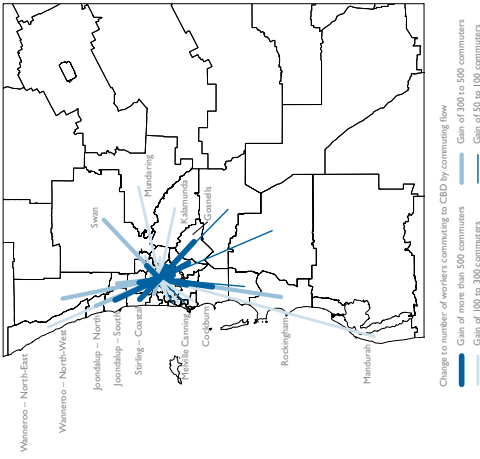 Wanneroo – North-East
Wanneroo – North-West
Joondalup – North
Joondalup – South
Stirling – Coastal
Swan
Mundaring
Kalamunda
Gosnells
Melville Canning
Cockburn
Rockingham
Mandurah
Change to number of workers commuting to CBD by commuting flow
Gain of more than 500 commuters
Gain of 300 to 500 commuters
Gain of 100 to 300 commuters
Gain of 50 to 100 commuters